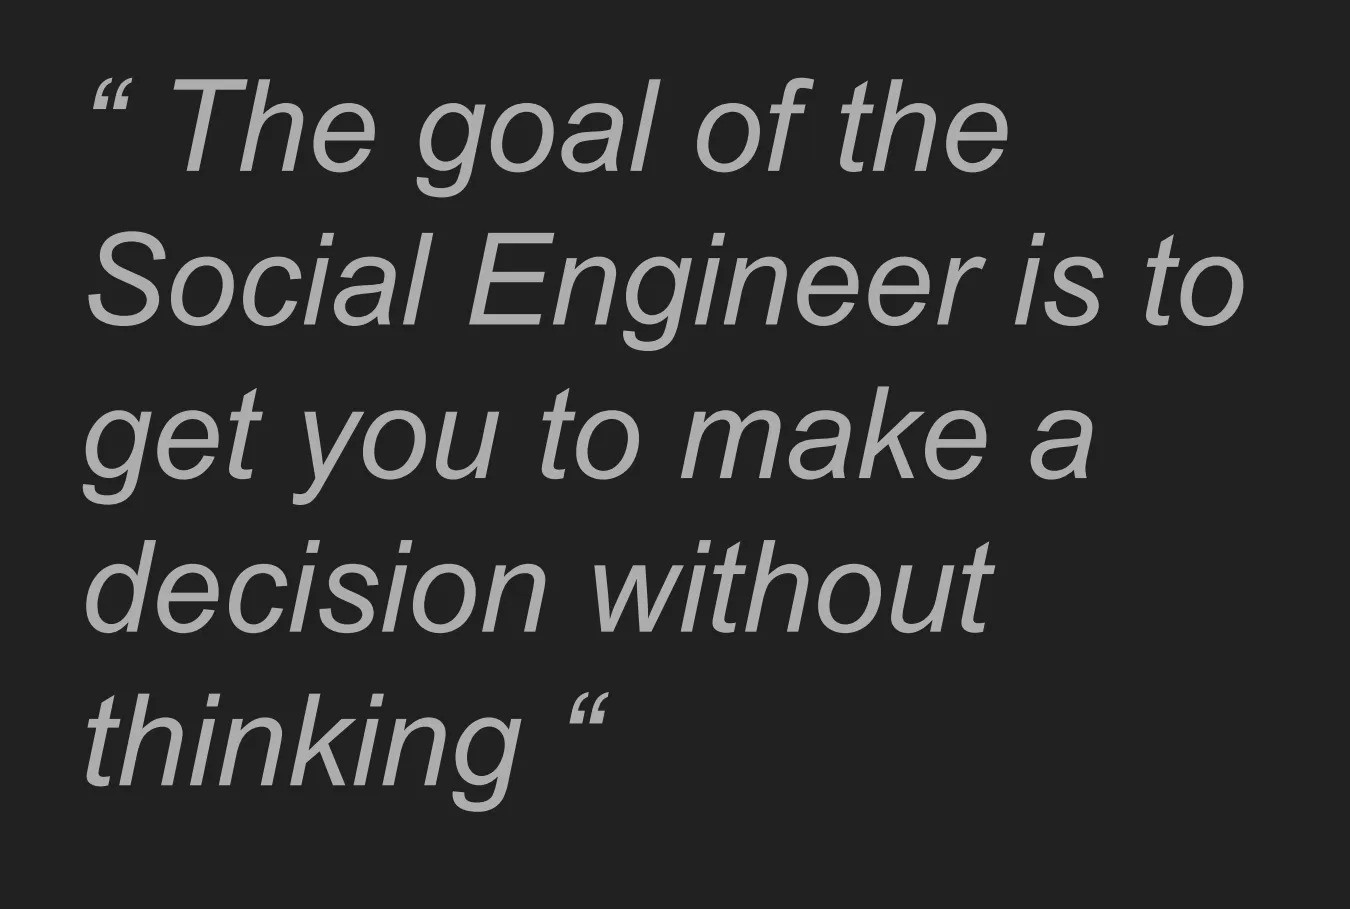 “ The goal of the
Social Engineer is to
get you to make a
decision without
thinking “